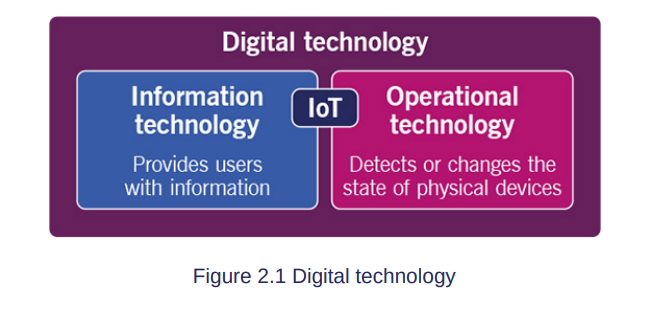 Digital technology
Information
technology
Provides users
with information
IoT
Operational
technology
Detects or changes the
state of physical devices
Figure 2.1 Digital technology